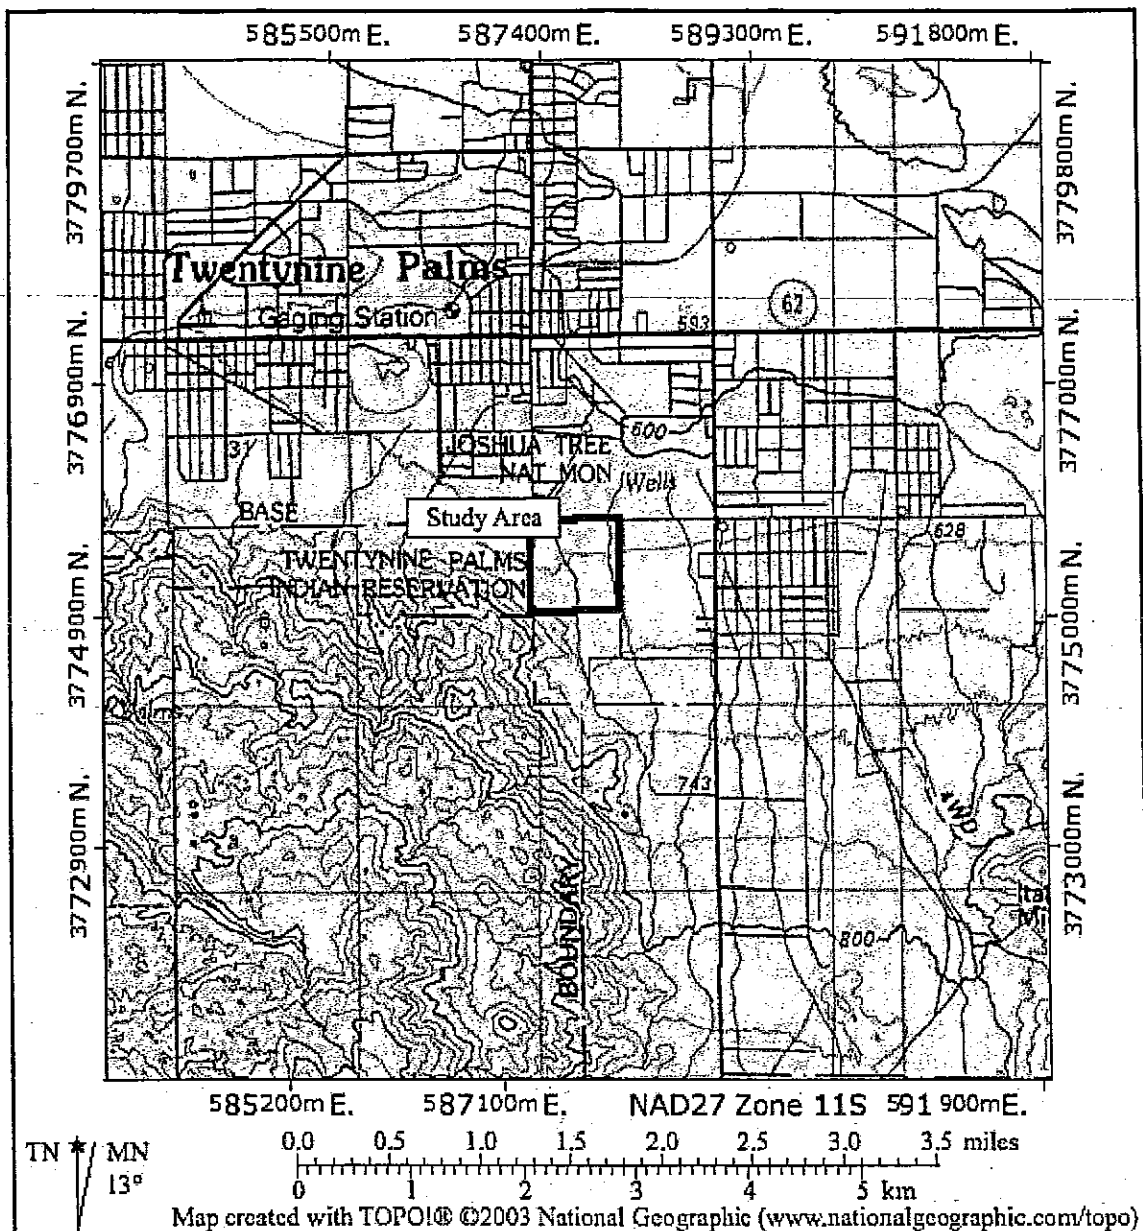 585500m E. 587400m E. 589300m E. 591800m E.
3779700m N.
3779800m N.
Twentynine Palms
62
Gaging Station
593
3776900m N.
3777000m N.
600
31
JOSHUA TREE
NAT MON
Wells
BASE
Study Area
628
TWENTYNINE PALMS
INDIAN RESERVATION
3774900m N.
3775000m N.
743
4WD
3772900m N.
3773000m N.
BOUNDARY
800
585200m E. 587100m E. NAD27 Zone 11S 591900m E.
TN MN
13°
0.0 0.5 1.0 1.5 2.0 2.5 3.0 3.5 miles
0 1 2 3 4 5 km
Map created with TOPO!® ©2003 National Geographic (www.nationalgeographic.com/topo)